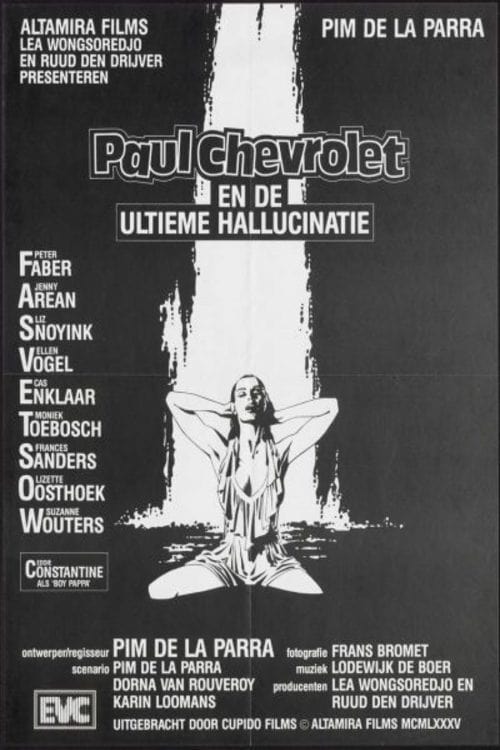 ALTAMIRA FILMS
LEA WONGSOREDJO
EN RUUD DEN DRIJVER
PRESENTEREN
PIM DE LA PARRA
Paul Chevrolet
EN DE
ULTIEME HALLUCINATIE
PETER FABER
JENNY AREAN
LIZ SNOYINK
ELLEN VOGEL
CAS ENKLAAR
MONIEK TOEBOSCH
FRANCES SANDERS
LIZETTE OOSTHOEK
SUZANNE WOUTERS
EDDIE CONSTANTINE
ALS 'BOY PAPPA'
ontwerper/regisseur PIM DE LA PARRA
scenario PIM DE LA PARRA
DORNA VAN ROUVEROY
KARIN LOOMANS
fotografie FRANS BROMET
muziek LODEWIJK DE BOER
producenten LEA WONGSOREDJO EN
RUUD DEN DRIJVER
EVC
UITGEBRACHT DOOR CUPIDO FILMS © ALTAMIRA FILMS MCMLXXXV